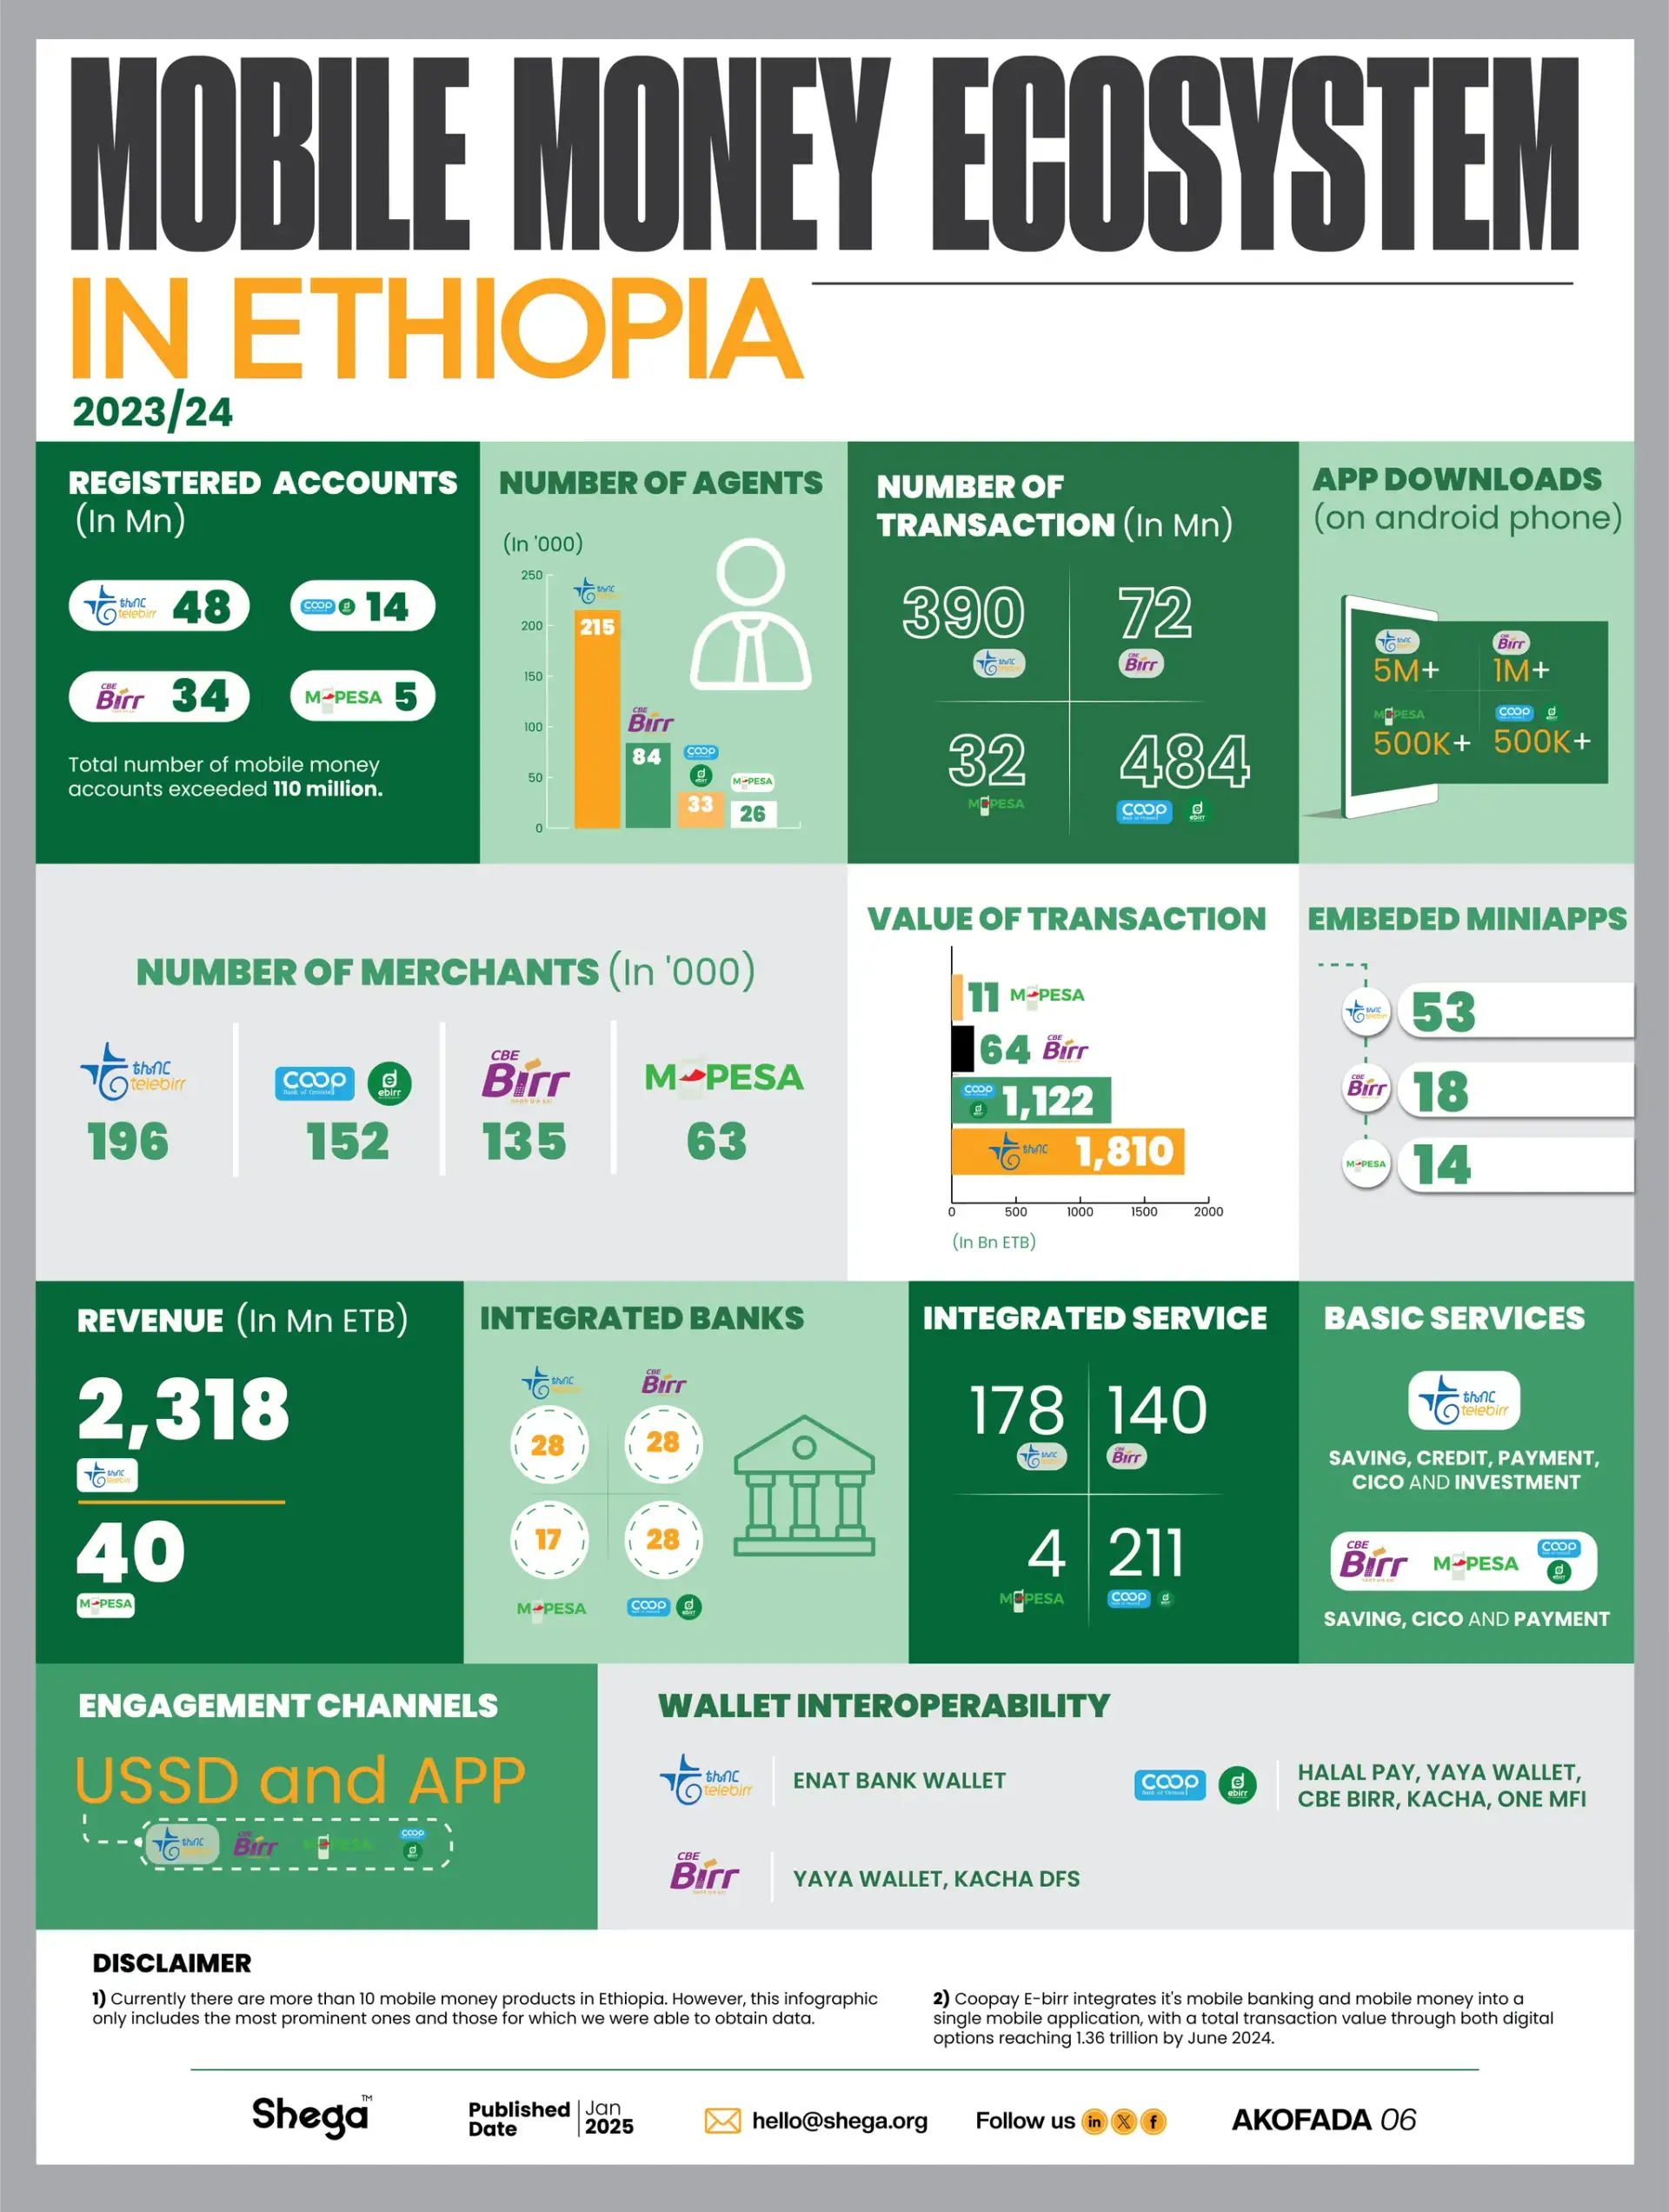 MOBILE MONEY ECOSYSTEM
IN ETHIOPIA
2023/24
REGISTERED ACCOUNTS
(In Mn)
telebirr 48
COOP ebirr 14
CBE Birr 34
M-PESA 5
Total number of mobile money
accounts exceeded 110 million.
NUMBER OF AGENTS
(In '000)
250
200
150
100
50
0
215
CBE Birr
84
COOP
33
M-PESA
26
NUMBER OF
TRANSACTION (In Mn)
390
72
CBE Birr
32
M-PESA
484
COOP ebirr
APP DOWNLOADS
(on android phone)
5M+
CBE Birr
1M+
M-PESA
500K+
COOP
500K+
NUMBER OF MERCHANTS (In '000)
ቴሌብር telebirr
196
COOP Bank of Oromia ebirr
152
CBE Birr
135
M-PESA
63
VALUE OF TRANSACTION
11 M-PESA
64 CBE Birr
COOP 1,122
1,810
0 500 1000 1500 2000
(In Bn ETB)
EMBEDED MINIAPPS
53
CBE Birr 18
M-PESA 14
REVENUE (In Mn ETB)
2,318
telebirr
40
M-PESA
INTEGRATED BANKS
CBE Birr
28
28
17
28
M-PESA
COOP
INTEGRATED SERVICE
178
140
Birr
4
211
M-PESA
COOP
BASIC SERVICES
telebirr
SAVING, CREDIT, PAYMENT,
CICO AND INVESTMENT
CBE Birr M-PESA COOP ebirr
SAVING, CICO AND PAYMENT
ENGAGEMENT CHANNELS
USSD and APP
CBE Birr COOP
WALLET INTEROPERABILITY
telebirr
ENAT BANK WALLET
COOP Bank of Oromia ebirr
HALAL PAY, YAYA WALLET,
CBE BIRR, KACHA, ONE MFI
CBE Birr
YAYA WALLET, KACHA DFS
DISCLAIMER
1) Currently there are more than 10 mobile money products in Ethiopia. However, this infographic
only includes the most prominent ones and those for which we were able to obtain data.
2) Coopay E-birr integrates it's mobile banking and mobile money into a
single mobile application, with a total transaction value through both digital
options reaching 1.36 trillion by June 2024.
Shega™
Published
Date
Jan
2025
hello@shega.org
Follow us
AKOFADA 06